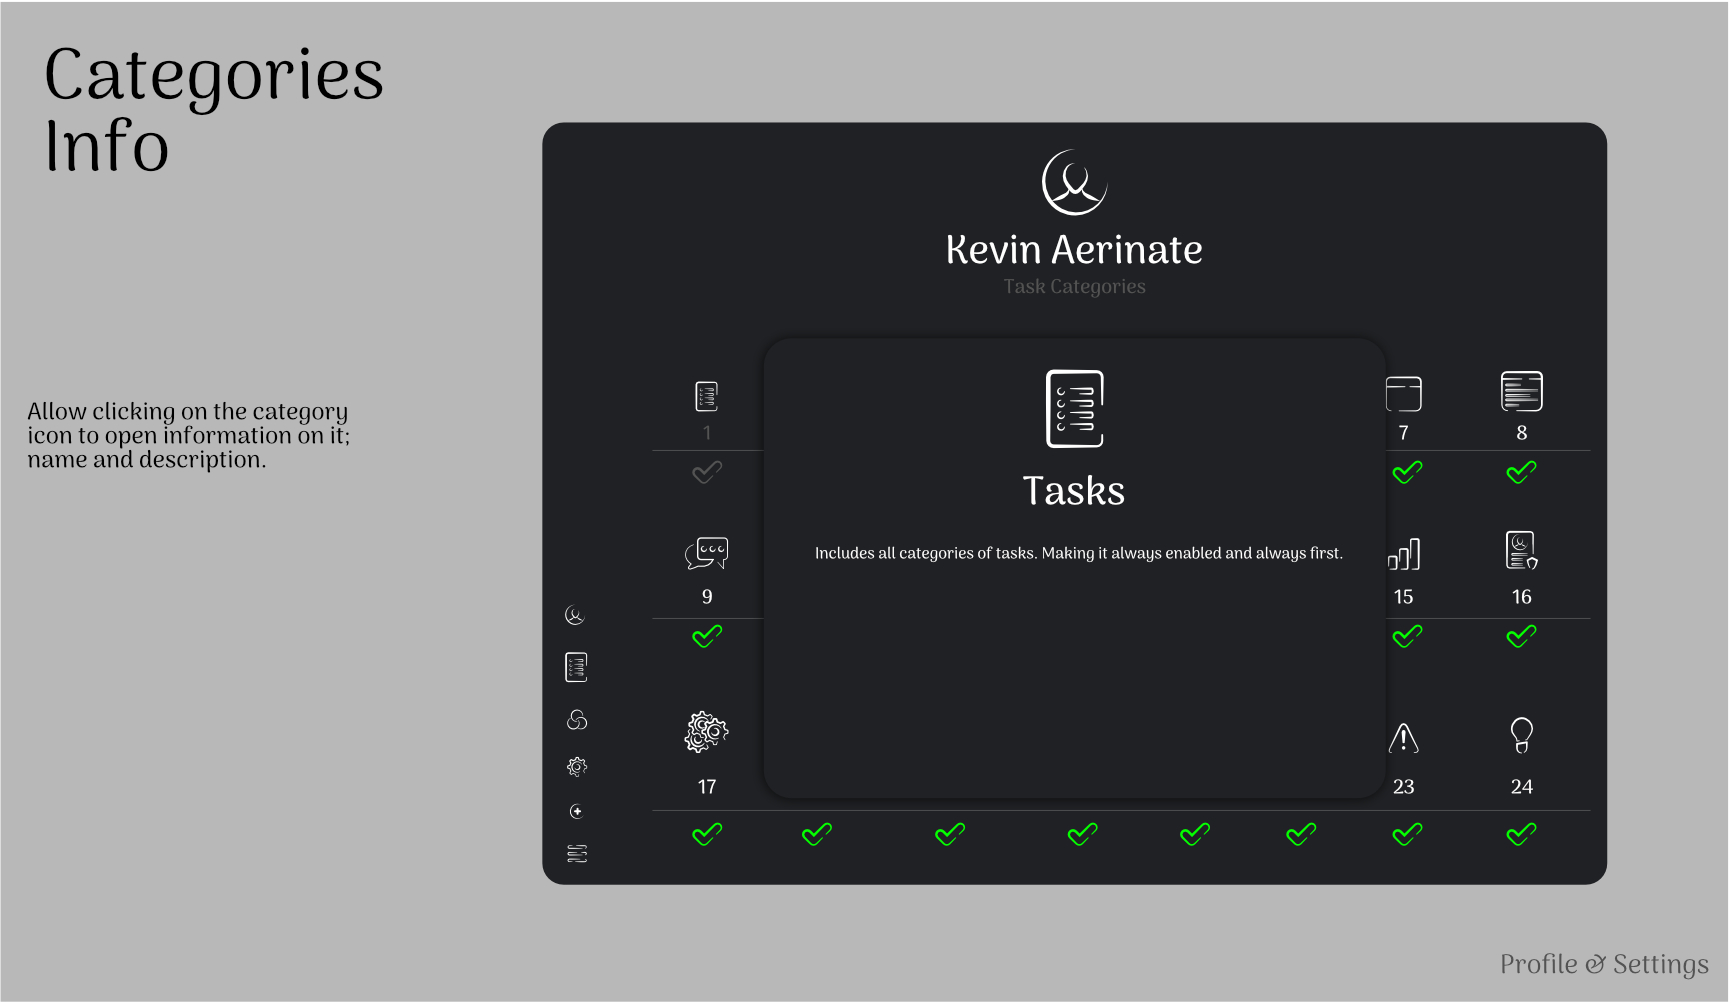 Categories
Info
Allow clicking on the category
icon to open information on it;
name and description.
Kevin Aerinate
Task Categories
1
7
8
Tasks
Includes all categories of tasks. Making it always enabled and always first.
9
15
16
17
23
24
Profile & Settings